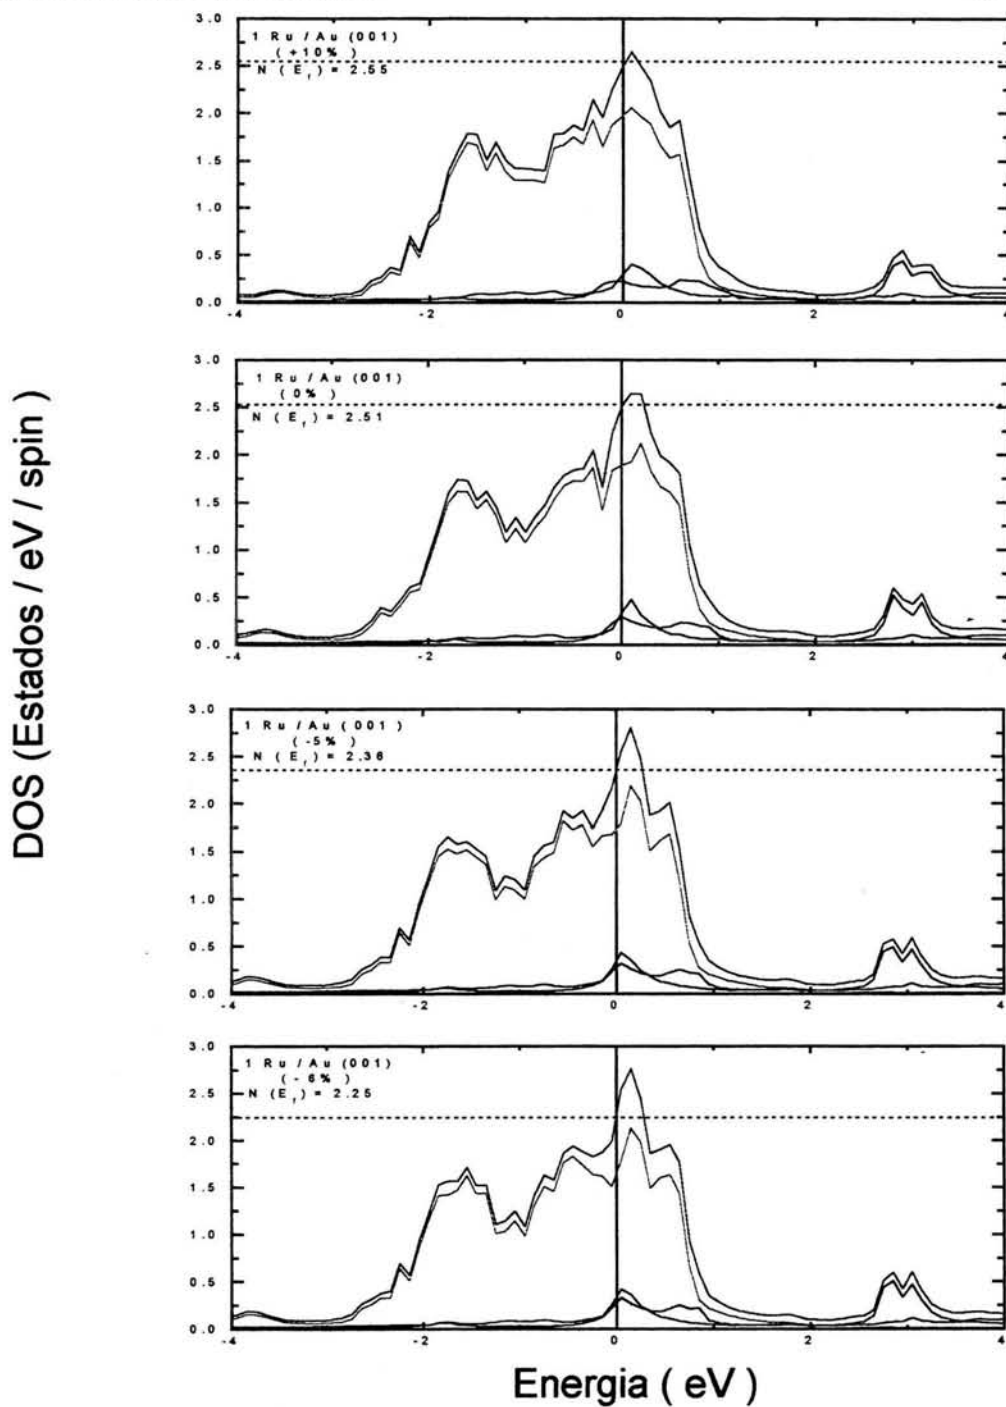 DOS (Estados / eV / spin )
3.0
1 Ru / Au (001)
( +10% )
2.5
N ( E f ) = 2.55
2.0
1.5
1.0
0.5
0.0
-4 -2 0 2 4
3.0
1 Ru / Au (001)
( 0% )
2.5
N ( E f ) = 2.51
2.0
1.5
1.0
0.5
0.0
-4 -2 0 2 4
3.0
1 Ru / Au ( 001 )
( -5% )
N ( E f ) = 2.36
2.5
2.0
1.5
1.0
0.5
0.0
-4 -2 0 2 4
3.0
1 Ru / Au (001)
( - 6% )
N ( E f ) = 2.25
2.5
2.0
1.5
1.0
0.5
0.0
-4 -2 0 2 4
Energia ( eV )